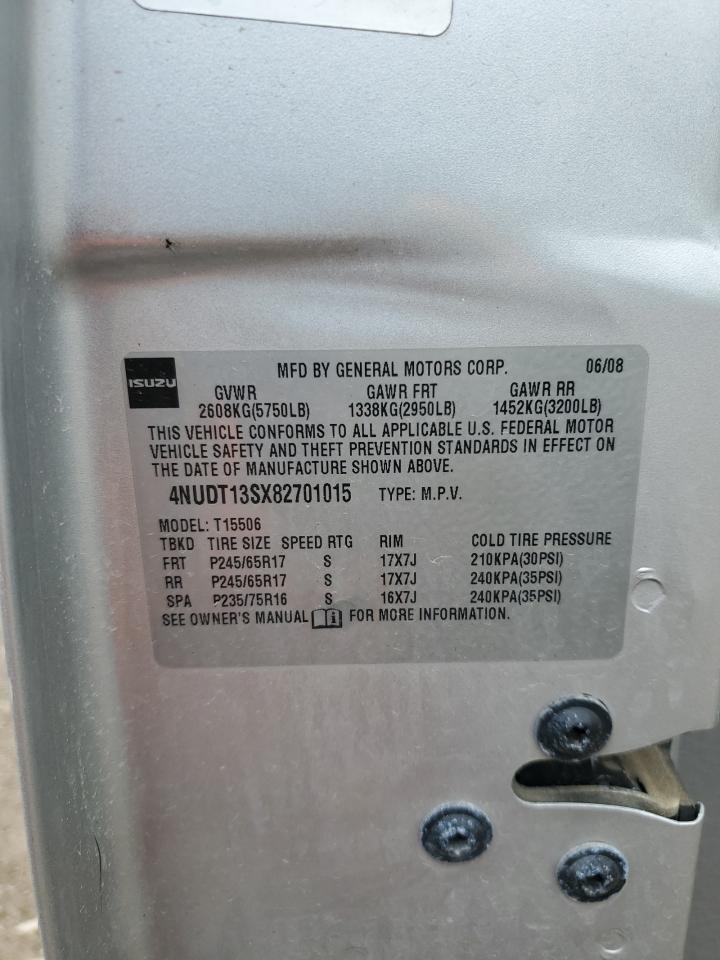 ISUZU
MFD BY GENERAL MOTORS CORP. 06/08
GVWR GAWR FRT GAWR RR
2608KG(5750LB) 1338KG(2950LB) 1452KG(3200LB)
THIS VEHICLE CONFORMS TO ALL APPLICABLE U.S. FEDERAL MOTOR
VEHICLE SAFETY AND THEFT PREVENTION STANDARDS IN EFFECT ON
THE DATE OF MANUFACTURE SHOWN ABOVE.
4NUDT13SX82701015 TYPE: M.P.V.
MODEL: T15506
TBKD TIRE SIZE SPEED RTG RIM COLD TIRE PRESSURE
FRT P245/65R17 S 17X7J 210KPA(30PSI)
RR P245/65R17 S 17X7J 240KPA(35PSI)
SPA P235/75R16 S 16X7J 240KPA(35PSI)
SEE OWNER'S MANUAL i FOR MORE INFORMATION.